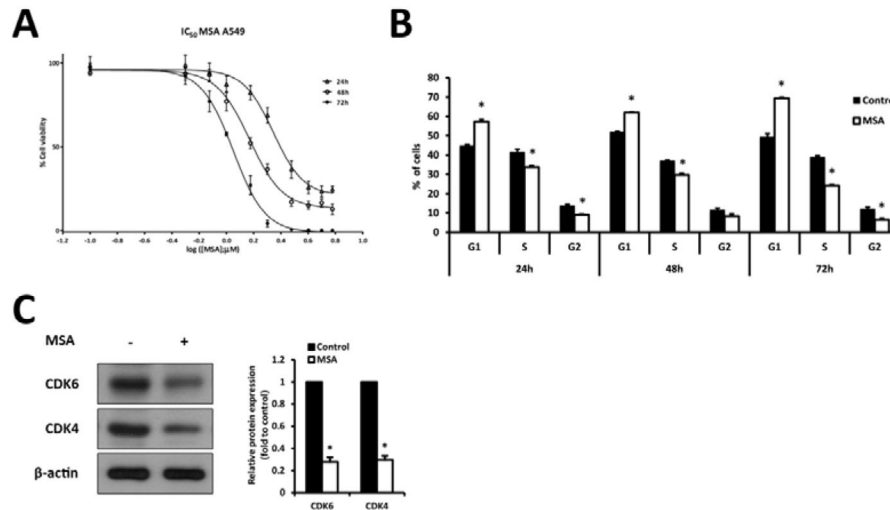 A
IC50 MSA A549
24h
48h
72h
100
50
0
% Cell viability
-1.2 -1.0 -0.8 -0.6 -0.4 -0.2 0.0 0.2 0.4 0.6 0.8 1.0
log ([MSA];μM)
B
80
70
60
50
40
30
20
10
0
% of cells
Control
MSA
* * * * * * * *
G1 S G2 G1 S G2 G1 S G2
24h 48h 72h
C
MSA - +
CDK6
CDK4
β-actin
Control
MSA
1.2
1
0.8
0.6
0.4
0.2
0
Relative protein expression
(fold to control)
* *
CDK6 CDK4